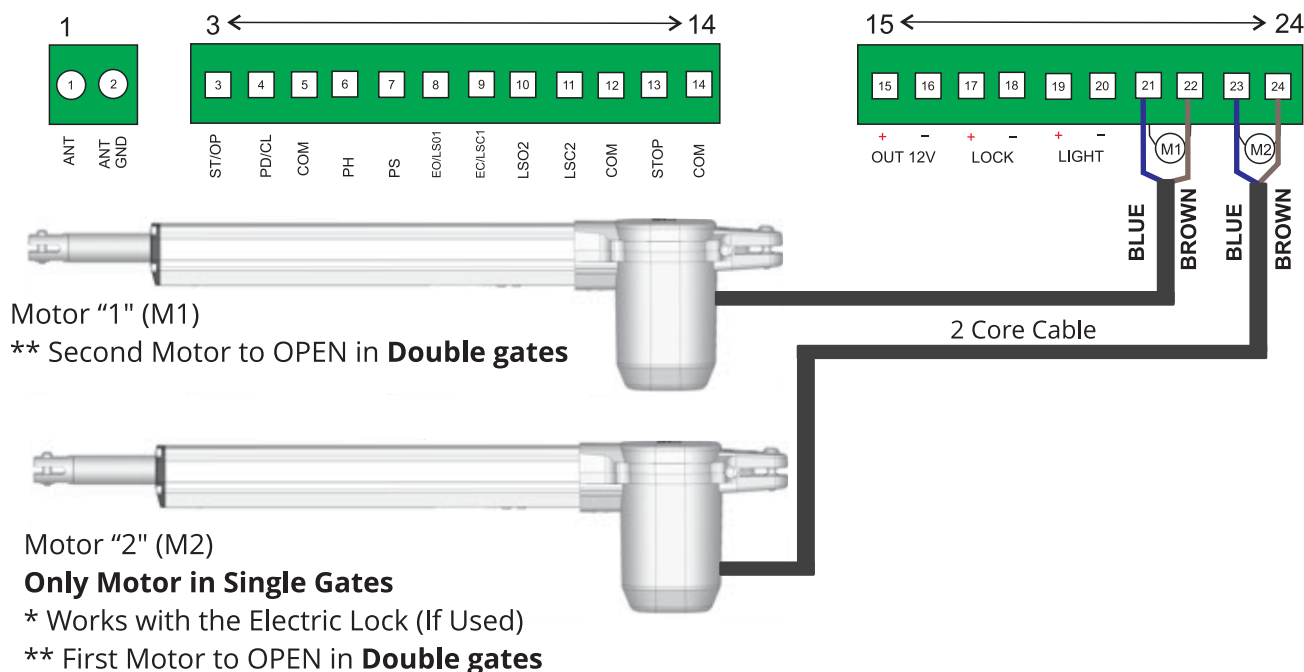 1
3 14
15 24
1 2
3 4 5 6 7 8 9 10 11 12 13 14
15 16 17 18 19 20 21 22 23 24
ANT
ANT GND
ST/OP
PD/CL
COM
PH
PS
EO/LS01
EC/LSC1
LSO2
LSC2
COM
STOP
COM
+ − + − + −
OUT 12V LOCK LIGHT
M1
M2
BLUE
BROWN
BLUE
BROWN
Motor “1" (M1)
** Second Motor to OPEN in Double gates
2 Core Cable
Motor “2" (M2)
Only Motor in Single Gates
* Works with the Electric Lock (If Used)
** First Motor to OPEN in Double gates